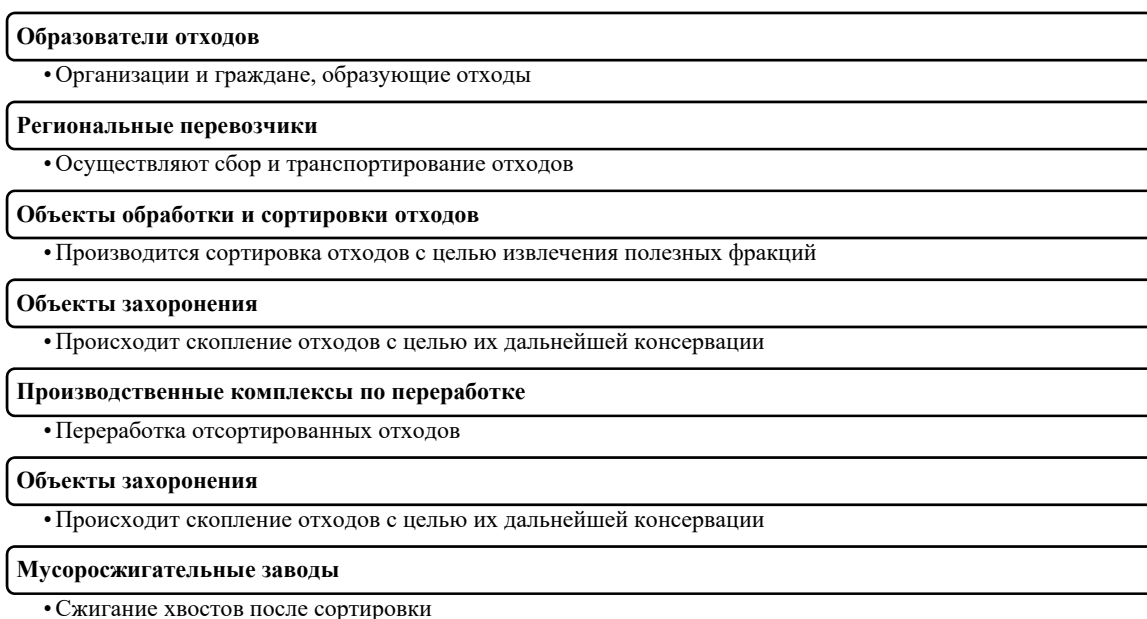 Образователи отходов
• Организации и граждане, образующие отходы
Региональные перевозчики
• Осуществляют сбор и транспортирование отходов
Объекты обработки и сортировки отходов
• Производится сортировка отходов с целью извлечения полезных фракций
Объекты захоронения
• Происходит скопление отходов с целью их дальнейшей консервации
Производственные комплексы по переработке
• Переработка отсортированных отходов
Объекты захоронения
• Происходит скопление отходов с целью их дальнейшей консервации
Мусоросжигательные заводы
• Сжигание хвостов после сортировки